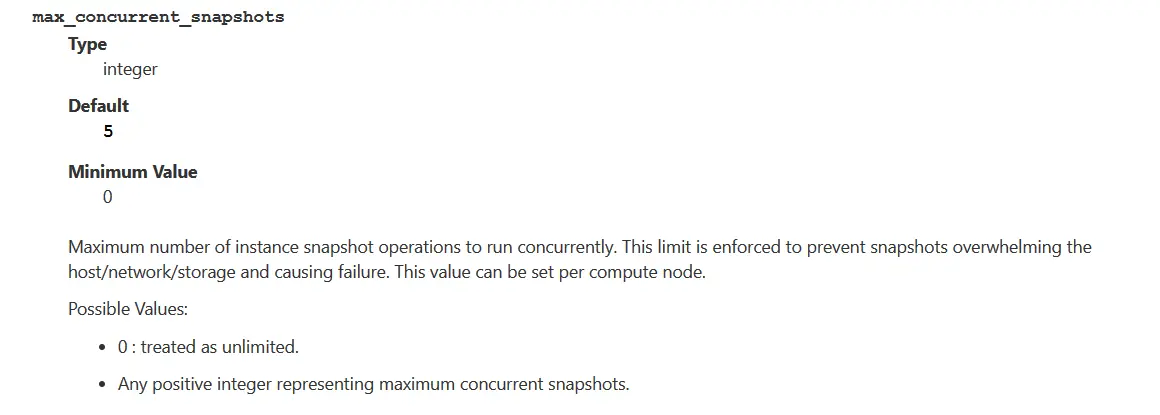 max_concurrent_snapshots
Type
integer
Default
5
Minimum Value
0
Maximum number of instance snapshot operations to run concurrently. This limit is enforced to prevent snapshots overwhelming the
host/network/storage and causing failure. This value can be set per compute node.
Possible Values:
• 0 : treated as unlimited.
• Any positive integer representing maximum concurrent snapshots.